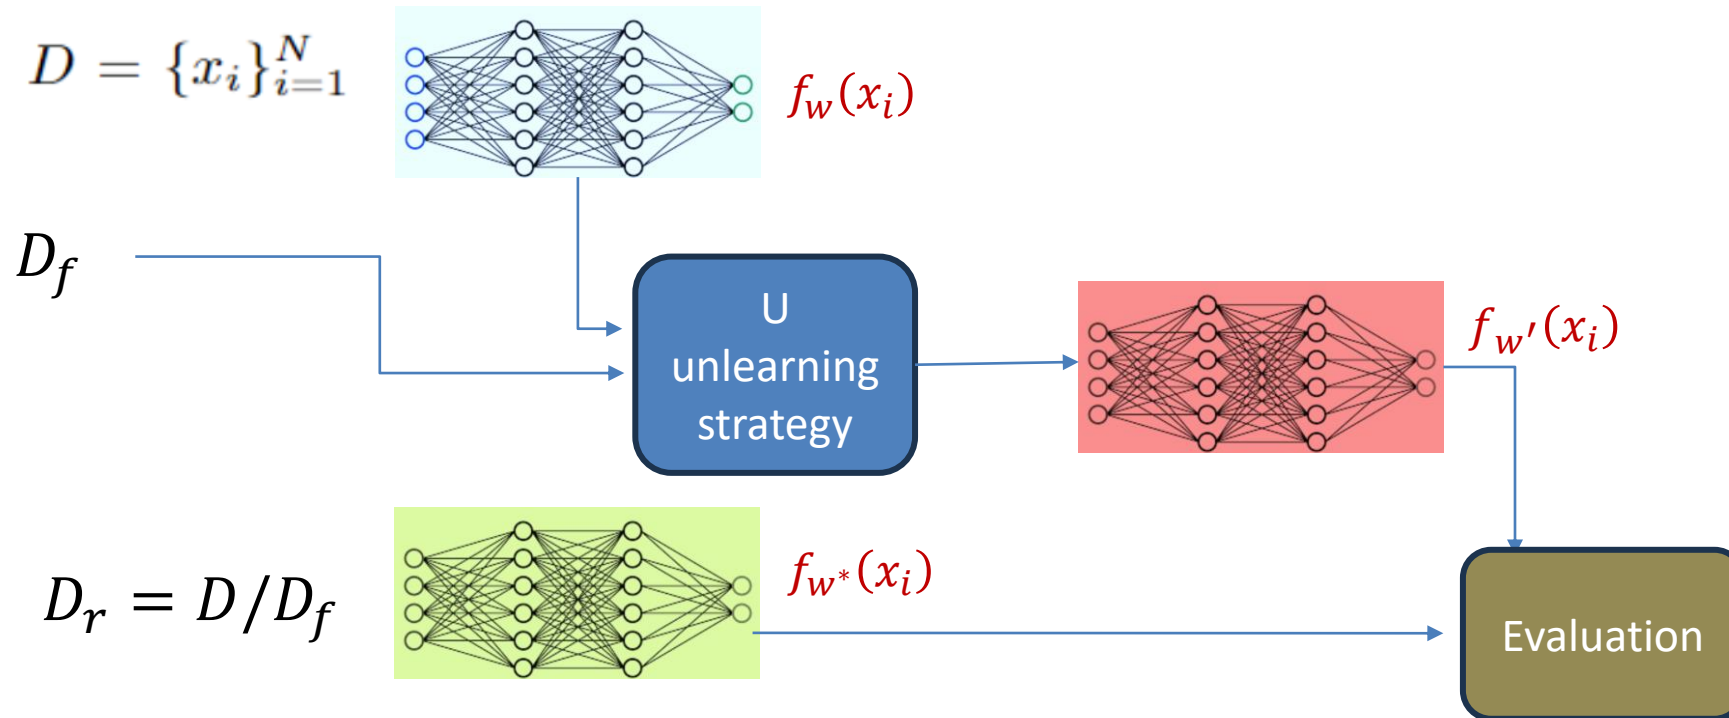 D = {x_i}_{i=1}^N
f_w(x_i)
D_f
U
unlearning
strategy
f_{w'}(x_i)
D_r = D/D_f
f_{w*}(x_i)
Evaluation